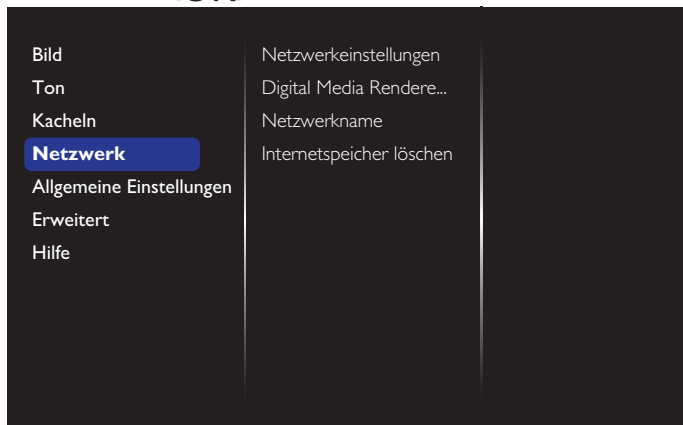 Bild
Ton
Kacheln
Netzwerk
Allgemeine Einstellungen
Erweitert
Hilfe
Netzwerkeinstellungen
Digital Media Rendere...
Netzwerkname
Internetspeicher löschen